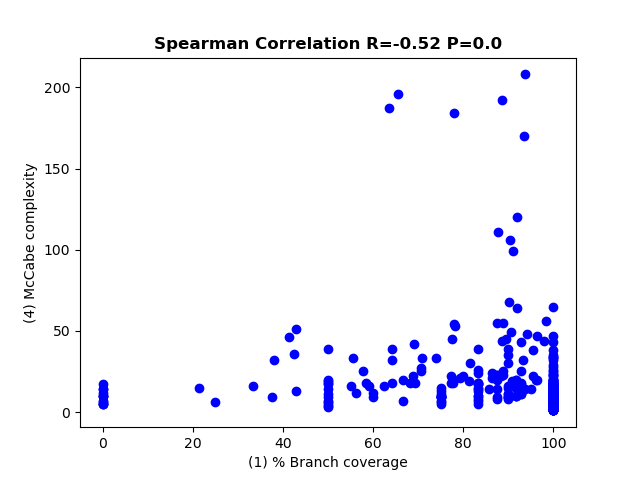 Spearman Correlation R=-0.52 P=0.0
200
150
100
50
0
(4) McCabe complexity
0 20 40 60 80 100
(1) % Branch coverage